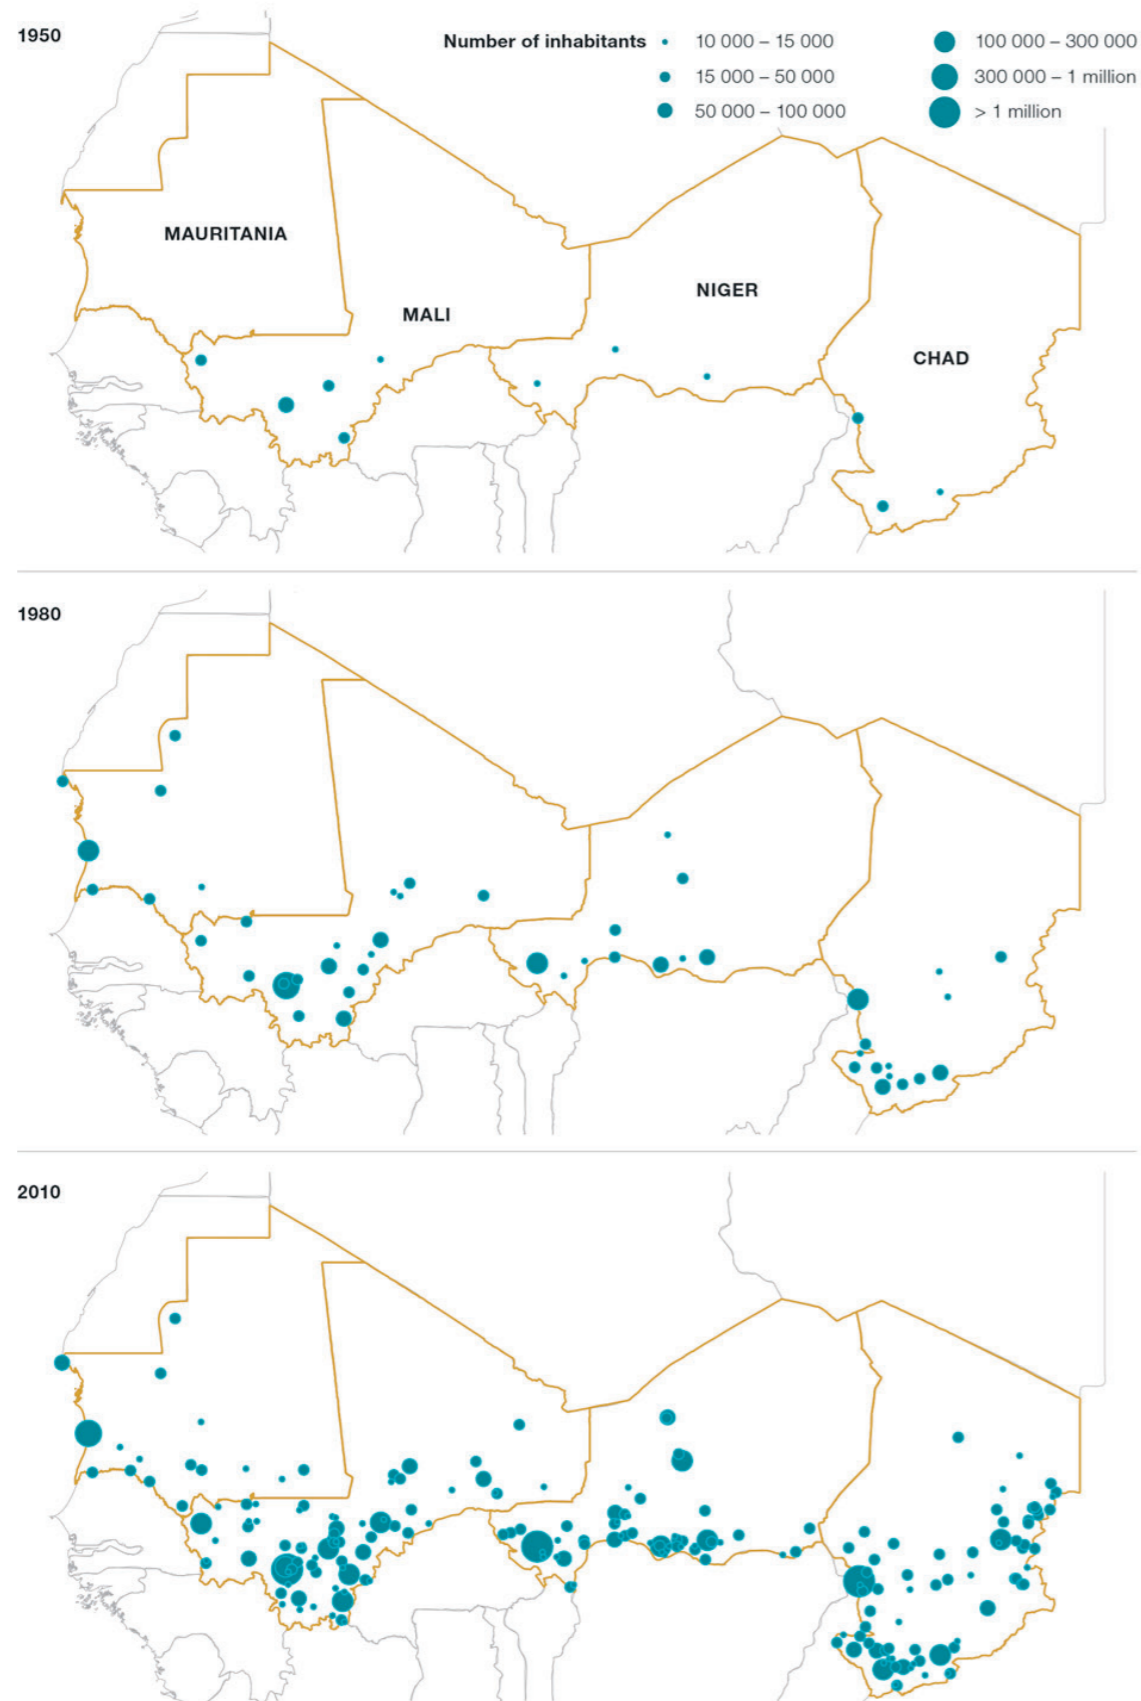 1950
Number of inhabitants
10 000 – 15 000
15 000 – 50 000
50 000 – 100 000
100 000 – 300 000
300 000 – 1 million
> 1 million
MAURITANIA
MALI
NIGER
CHAD
1980
2010